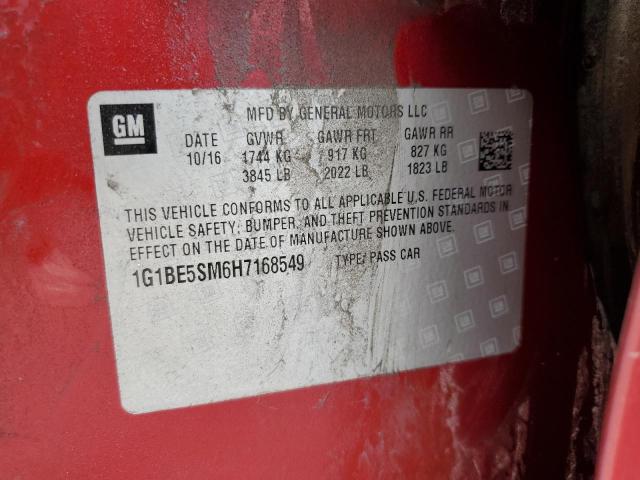 GM
MFD BY GENERAL MOTORS LLC
DATE GVWR GAWR FRT GAWR RR
10/16 1744 KG 917 KG 827 KG
3845 LB 2022 LB 1823 LB
THIS VEHICLE CONFORMS TO ALL APPLICABLE U.S. FEDERAL MOTOR
VEHICLE SAFETY, BUMPER, AND THEFT PREVENTION STANDARDS IN
EFFECT ON THE DATE OF MANUFACTURE SHOWN ABOVE.
1G1BE5SM6H7168549 TYPE: PASS CAR